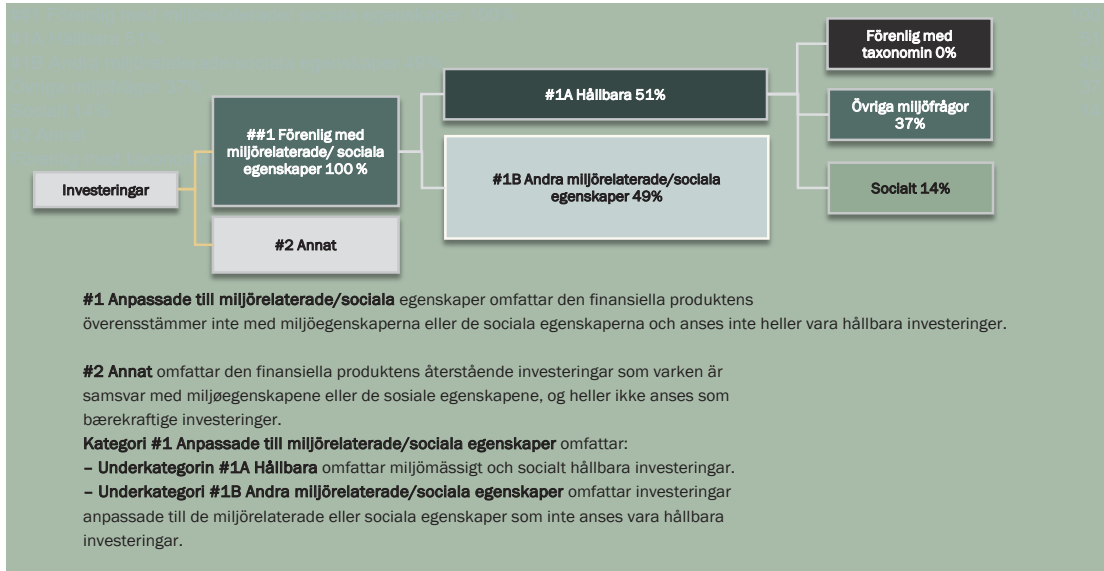 Investeringar
##1 Förenlig med
miljörelaterade/ sociala
egenskaper 100 %
#2 Annat
#1A Hållbara 51%
#1B Andra miljörelaterade/sociala
egenskaper 49%
Förenlig med
taxonomin 0%
Övriga miljöfrågor
37%
Socialt 14%
#1 Anpassade till miljörelaterade/sociala egenskaper omfattar den finansiella produktens
överensstämmer inte med miljöegenskaperna eller de sociala egenskaperna och anses inte heller vara hållbara investeringer.
#2 Annat omfattar den finansiella produktens återstående investeringar som varken är
samsvar med miljøegenskapene eller de sosiale egenskapene, og heller ikke anses som
bærekraftige investeringer.
Kategori #1 Anpassade till miljörelaterade/sociala egenskaper omfattar:
– Underkategorin #1A Hållbara omfattar miljömässigt och socialt hållbara investeringar.
– Underkategori #1B Andra miljörelaterade/sociala egenskaper omfattar investeringar
anpassade till de miljörelaterade eller sociala egenskaper som inte anses vara hållbara
investeringar.